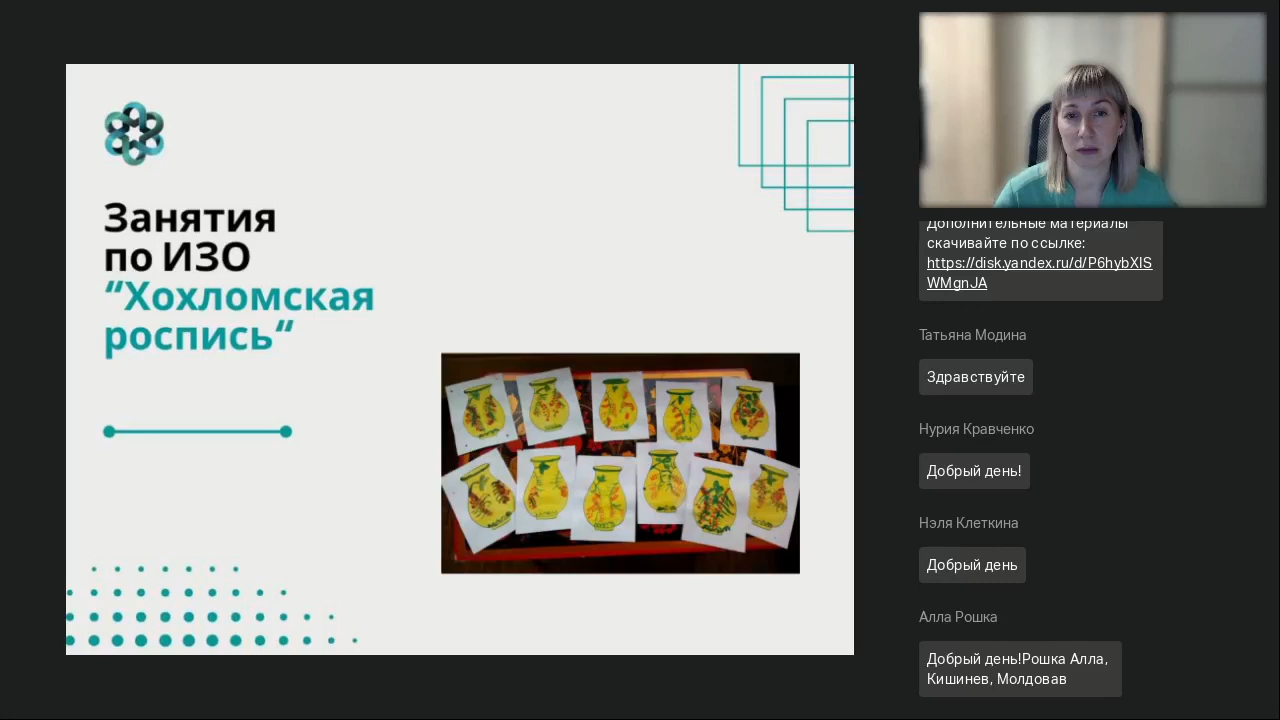 Занятия
по ИЗО
“Хохломская
роспись“
Дополнительные материалы
скачивайте по ссылке:
https://disk.yandex.ru/d/P6hybXIS
WMgnJA
Татьяна Модина
Здравствуйте
Нурия Кравченко
Добрый день!
Нэля Клеткина
Добрый день
Алла Рошка
Добрый день!Рошка Алла,
Кишинев, Молдовав